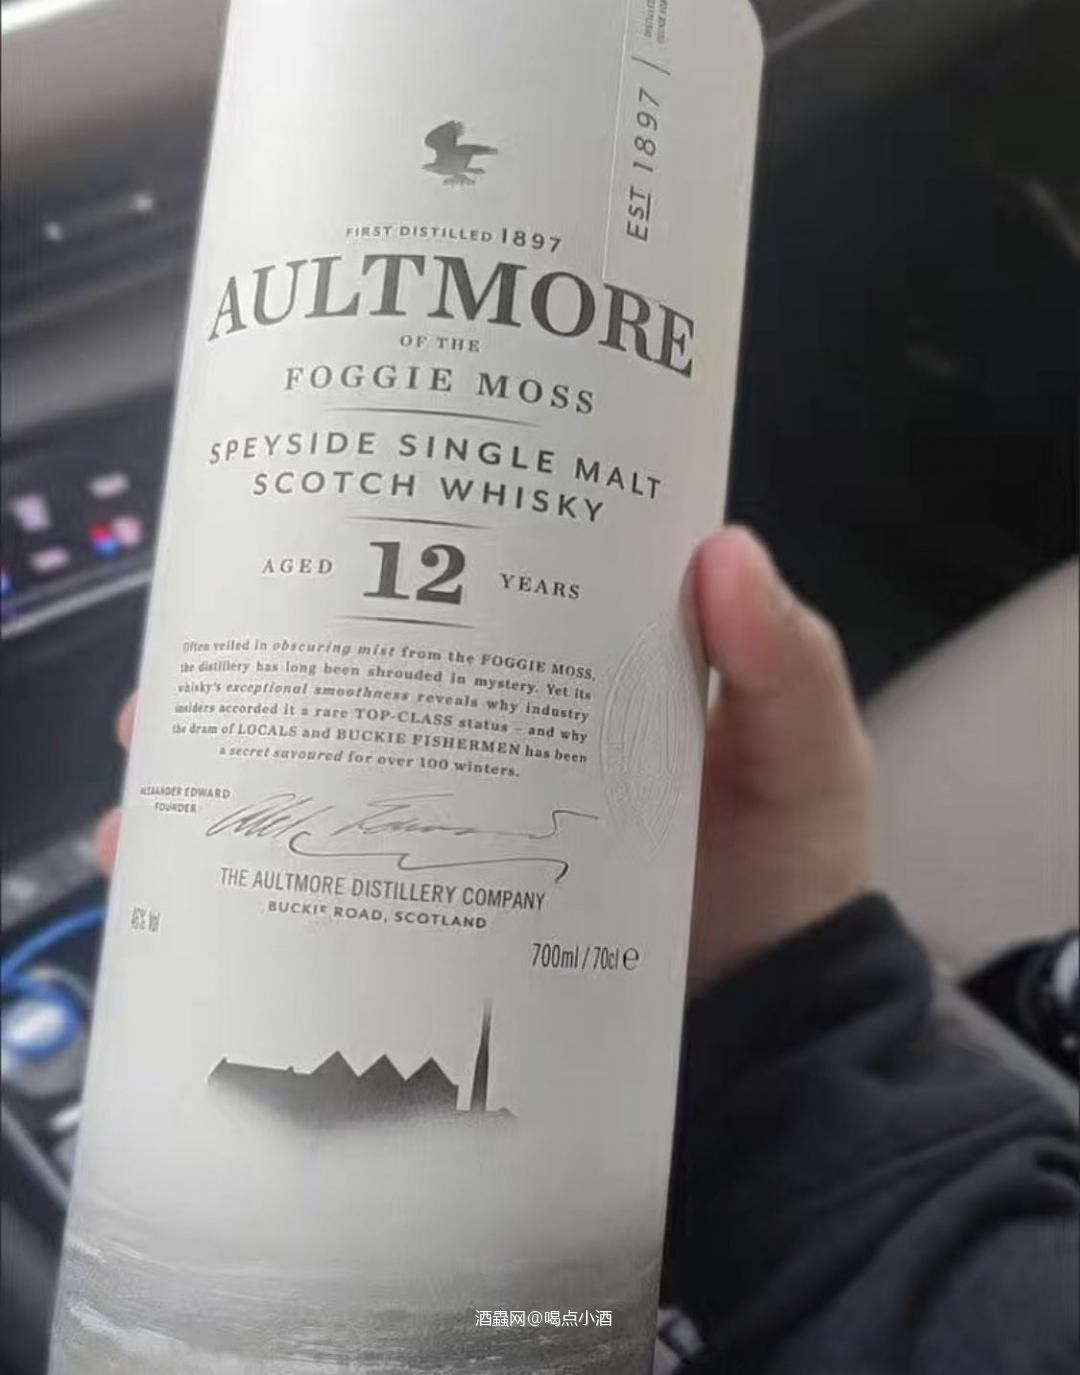 EST 1897 |
FIRST DISTILLED 1897
AULTMORE
OF THE
FOGGIE MOSS
SPEYSIDE SINGLE MALT
SCOTCH WHISKY
AGED 12 YEARS
Often veiled in obscuring mist from the FOGGIE MOSS,
the distillery has long been shrouded in mystery. Yet its
whisky's exceptional smoothness reveals why industry
insiders accorded it a rare TOP-CLASS status – and why
the dram of LOCALS and BUCKIE FISHERMEN has been
a secret savoured for over 100 winters.
ALEXANDER EDWARD
FOUNDER
THE AULTMORE DISTILLERY COMPANY
BUCKIE ROAD, SCOTLAND
46% Vol
700ml / 70cl ℮
酒蟲网@喝点小酒